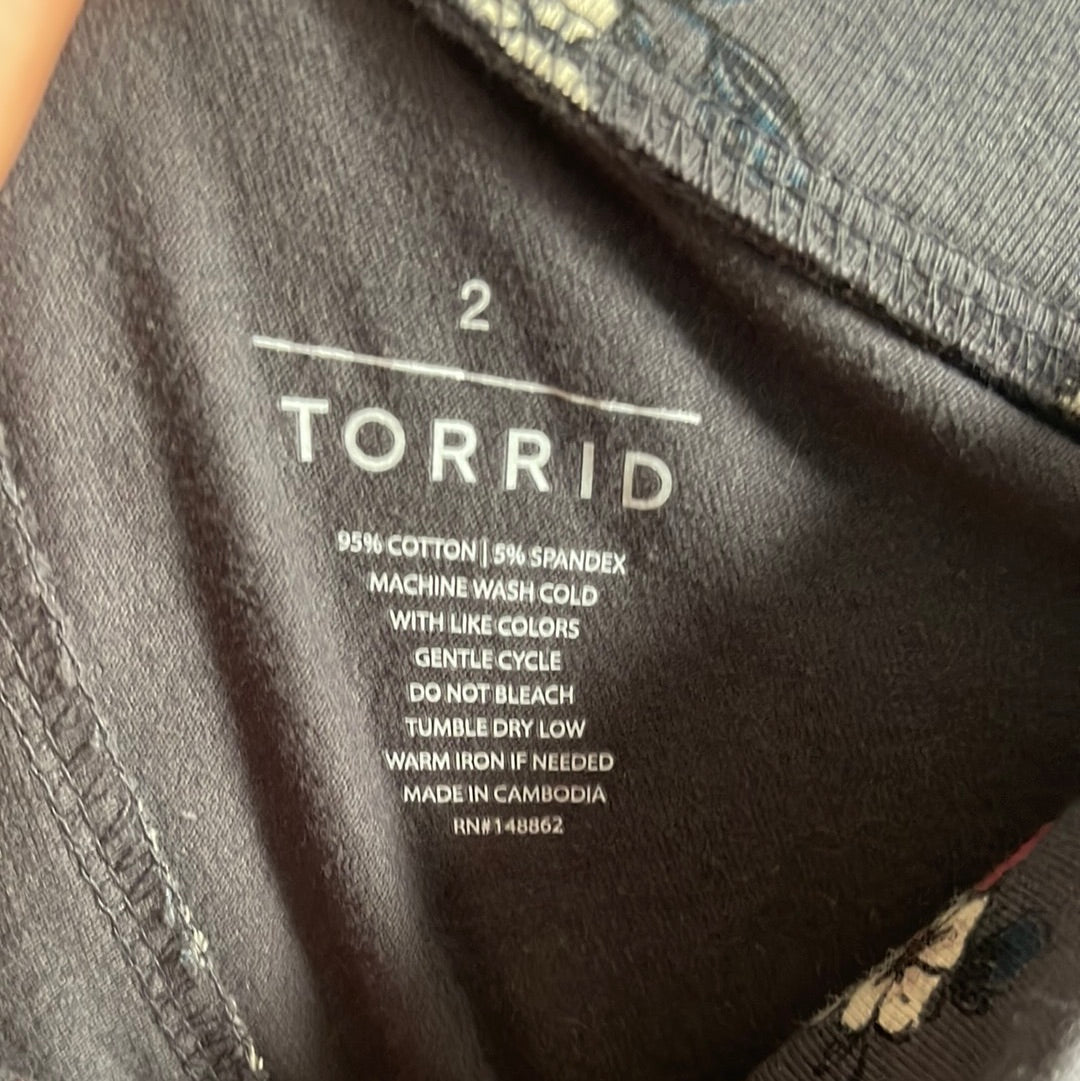 2
TORRID
95% COTTON | 5% SPANDEX
MACHINE WASH COLD
WITH LIKE COLORS
GENTLE CYCLE
DO NOT BLEACH
TUMBLE DRY LOW
WARM IRON IF NEEDED
MADE IN CAMBODIA
RN#148862